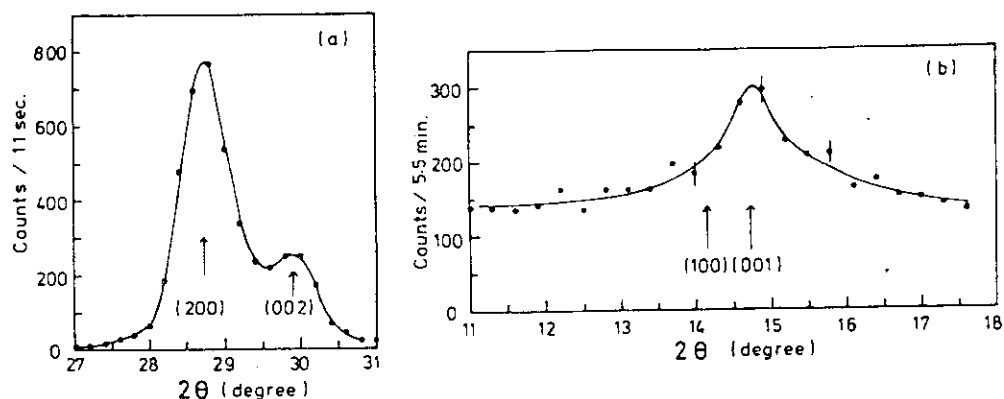 (a)
800
600
400
200
0
Counts / 11 sec.
(200)
(002)
27 28 29 30 31
2θ (degree)
(b)
300
200
100
0
Counts / 5.5 min.
(100) (001)
11 12 13 14 15 16 17 18
2θ (degree)